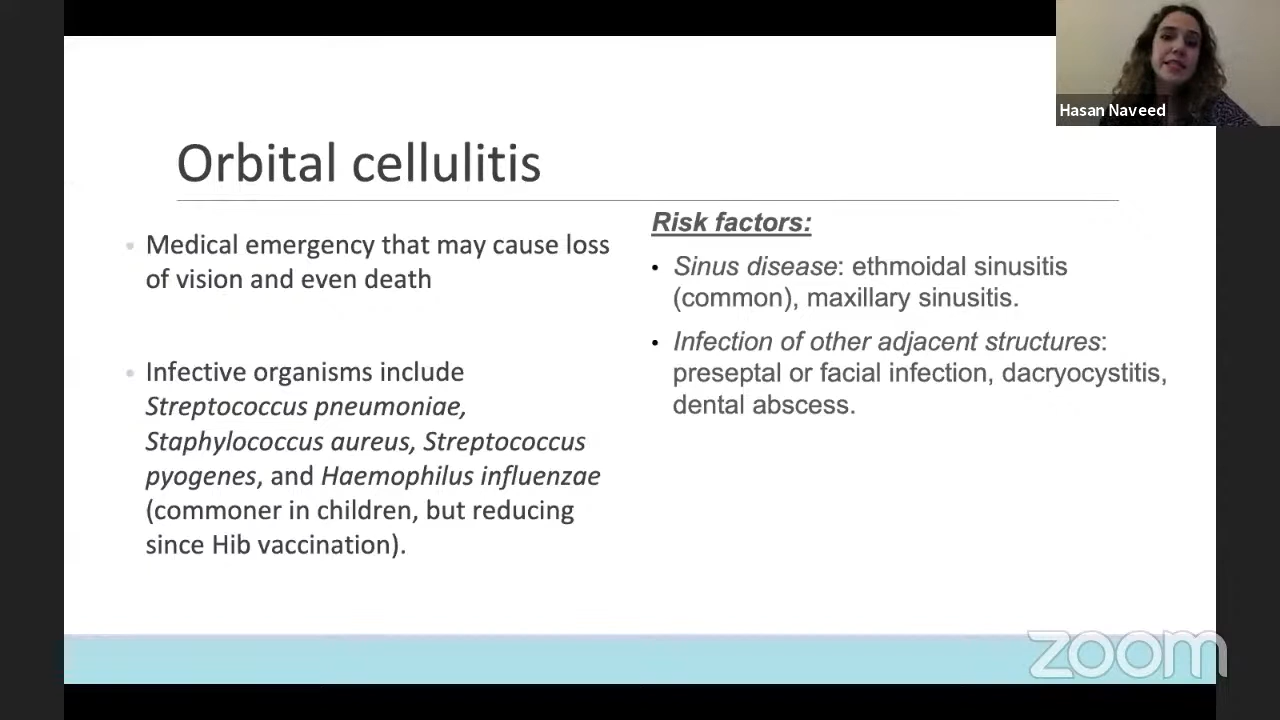 Hasan Naveed
Orbital cellulitis
Medical emergency that may cause loss
of vision and even death
Infective organisms include
Streptococcus pneumoniae,
Staphylococcus aureus, Streptococcus
pyogenes, and Haemophilus influenzae
(commoner in children, but reducing
since Hib vaccination).
Risk factors:
Sinus disease: ethmoidal sinusitis
(common), maxillary sinusitis.
Infection of other adjacent structures:
preseptal or facial infection, dacryocystitis,
dental abscess.
zoom